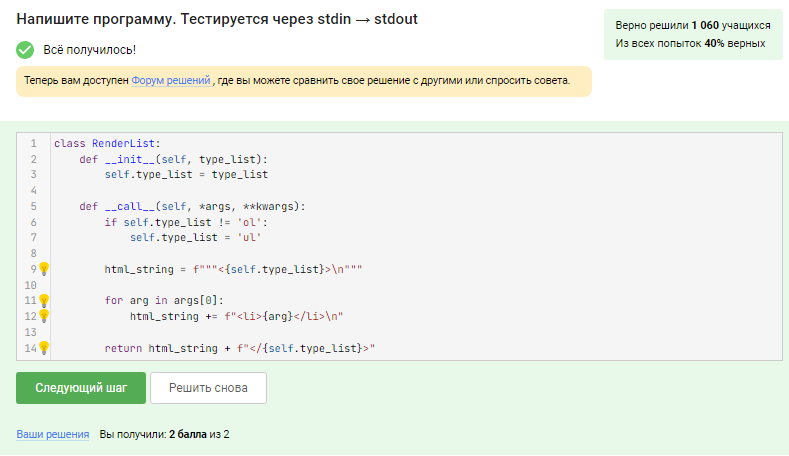 Напишите программу. Тестируется через stdin → stdout
Верно решили 1 060 учащихся
Из всех попыток 40% верных
Всё получилось!
Теперь вам доступен Форум решений, где вы можете сравнить свое решение с другими или спросить совета.
1 class RenderList:
2     def __init__(self, type_list):
3         self.type_list = type_list
4
5     def __call__(self, *args, **kwargs):
6         if self.type_list != 'ol':
7             self.type_list = 'ul'
8
9         html_string = f"""<{self.type_list}>\n"""
10
11         for arg in args[0]:
12             html_string += f"<li>{arg}</li>\n"
13
14         return html_string + f"</{self.type_list}>"
Следующий шаг
Решить снова
Ваши решения Вы получили: 2 балла из 2